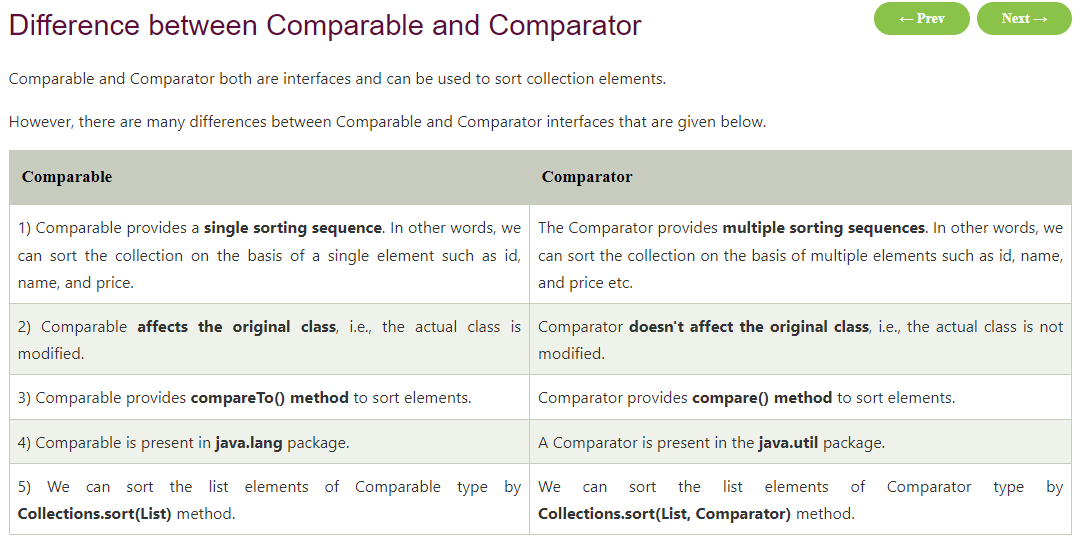 Difference between Comparable and Comparator
← Prev
Next →
Comparable and Comparator both are interfaces and can be used to sort collection elements.
However, there are many differences between Comparable and Comparator interfaces that are given below.
Comparable
Comparator
1) Comparable provides a single sorting sequence. In other words, we
can sort the collection on the basis of a single element such as id,
name, and price.
The Comparator provides multiple sorting sequences. In other words, we
can sort the collection on the basis of multiple elements such as id, name,
and price etc.
2) Comparable affects the original class, i.e., the actual class is
modified.
Comparator doesn't affect the original class, i.e., the actual class is not
modified.
3) Comparable provides compareTo() method to sort elements.
Comparator provides compare() method to sort elements.
4) Comparable is present in java.lang package.
A Comparator is present in the java.util package.
5) We can sort the list elements of Comparable type by
Collections.sort(List) method.
We can sort the list elements of Comparator type by
Collections.sort(List, Comparator) method.